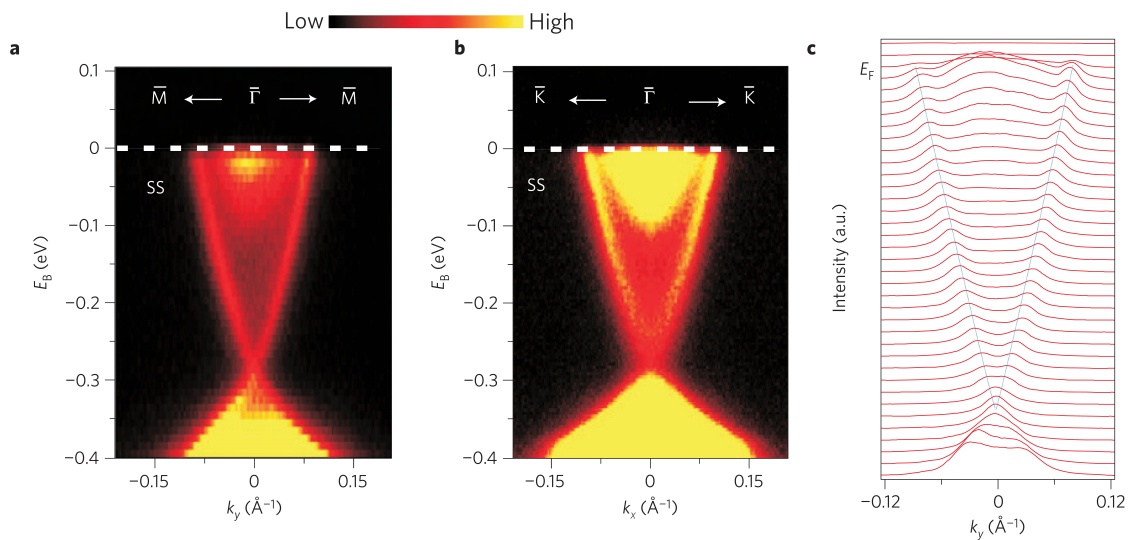 Low High
a
0.1
0
−0.1
−0.2
−0.3
−0.4
E_B (eV)
M̅ ← Γ̅ → M̅
SS
−0.15 0 0.15
k_y (Å⁻¹)
b
0.1
0
−0.1
−0.2
−0.3
−0.4
E_B (eV)
K̅ ← Γ̅ → K̅
SS
−0.15 0 0.15
k_x (Å⁻¹)
c
E_F
Intensity (a.u.)
−0.12 0 0.12
k_y (Å⁻¹)